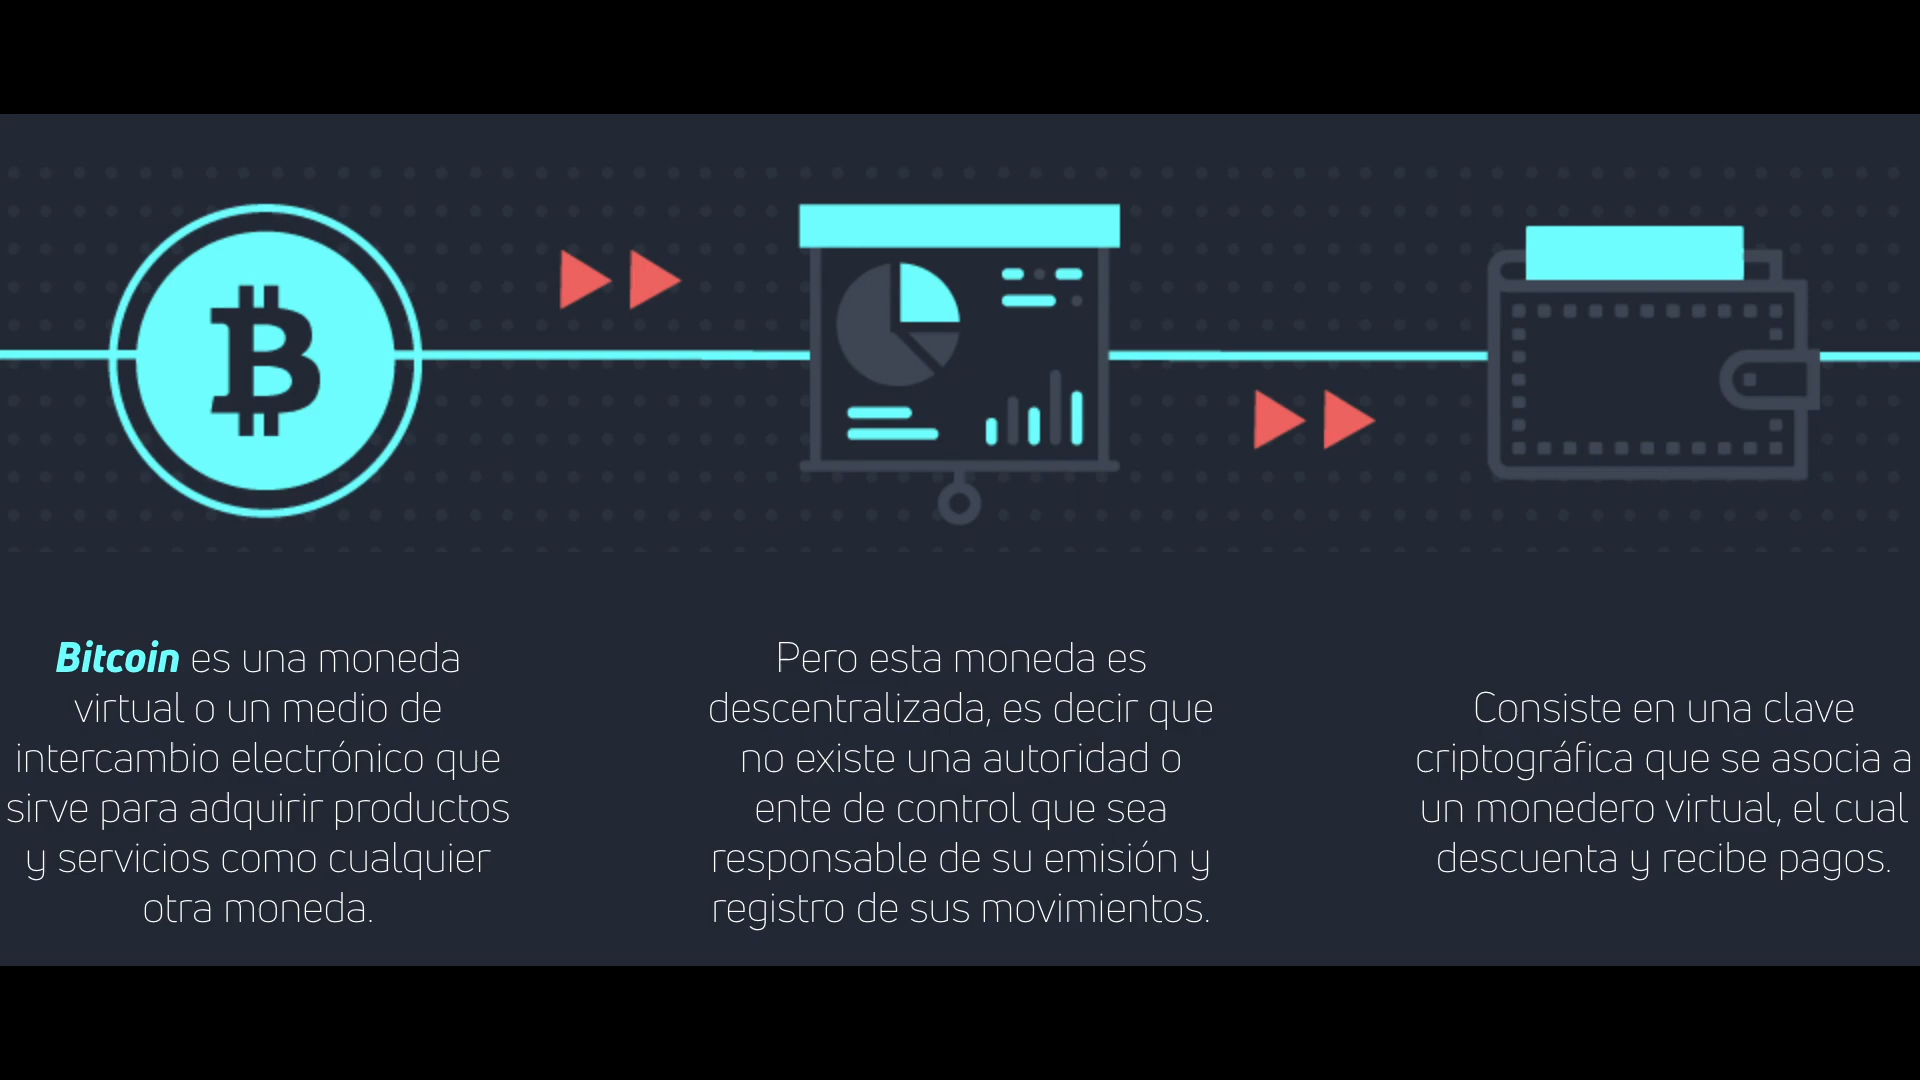 Bitcoin es una moneda
virtual o un medio de
intercambio electrónico que
sirve para adquirir productos
y servicios como cualquier
otra moneda.
Pero esta moneda es
descentralizada, es decir que
no existe una autoridad o
ente de control que sea
responsable de su emisión y
registro de sus movimientos.
Consiste en una clave
criptográfica que se asocia a
un monedero virtual, el cual
descuenta y recibe pagos.